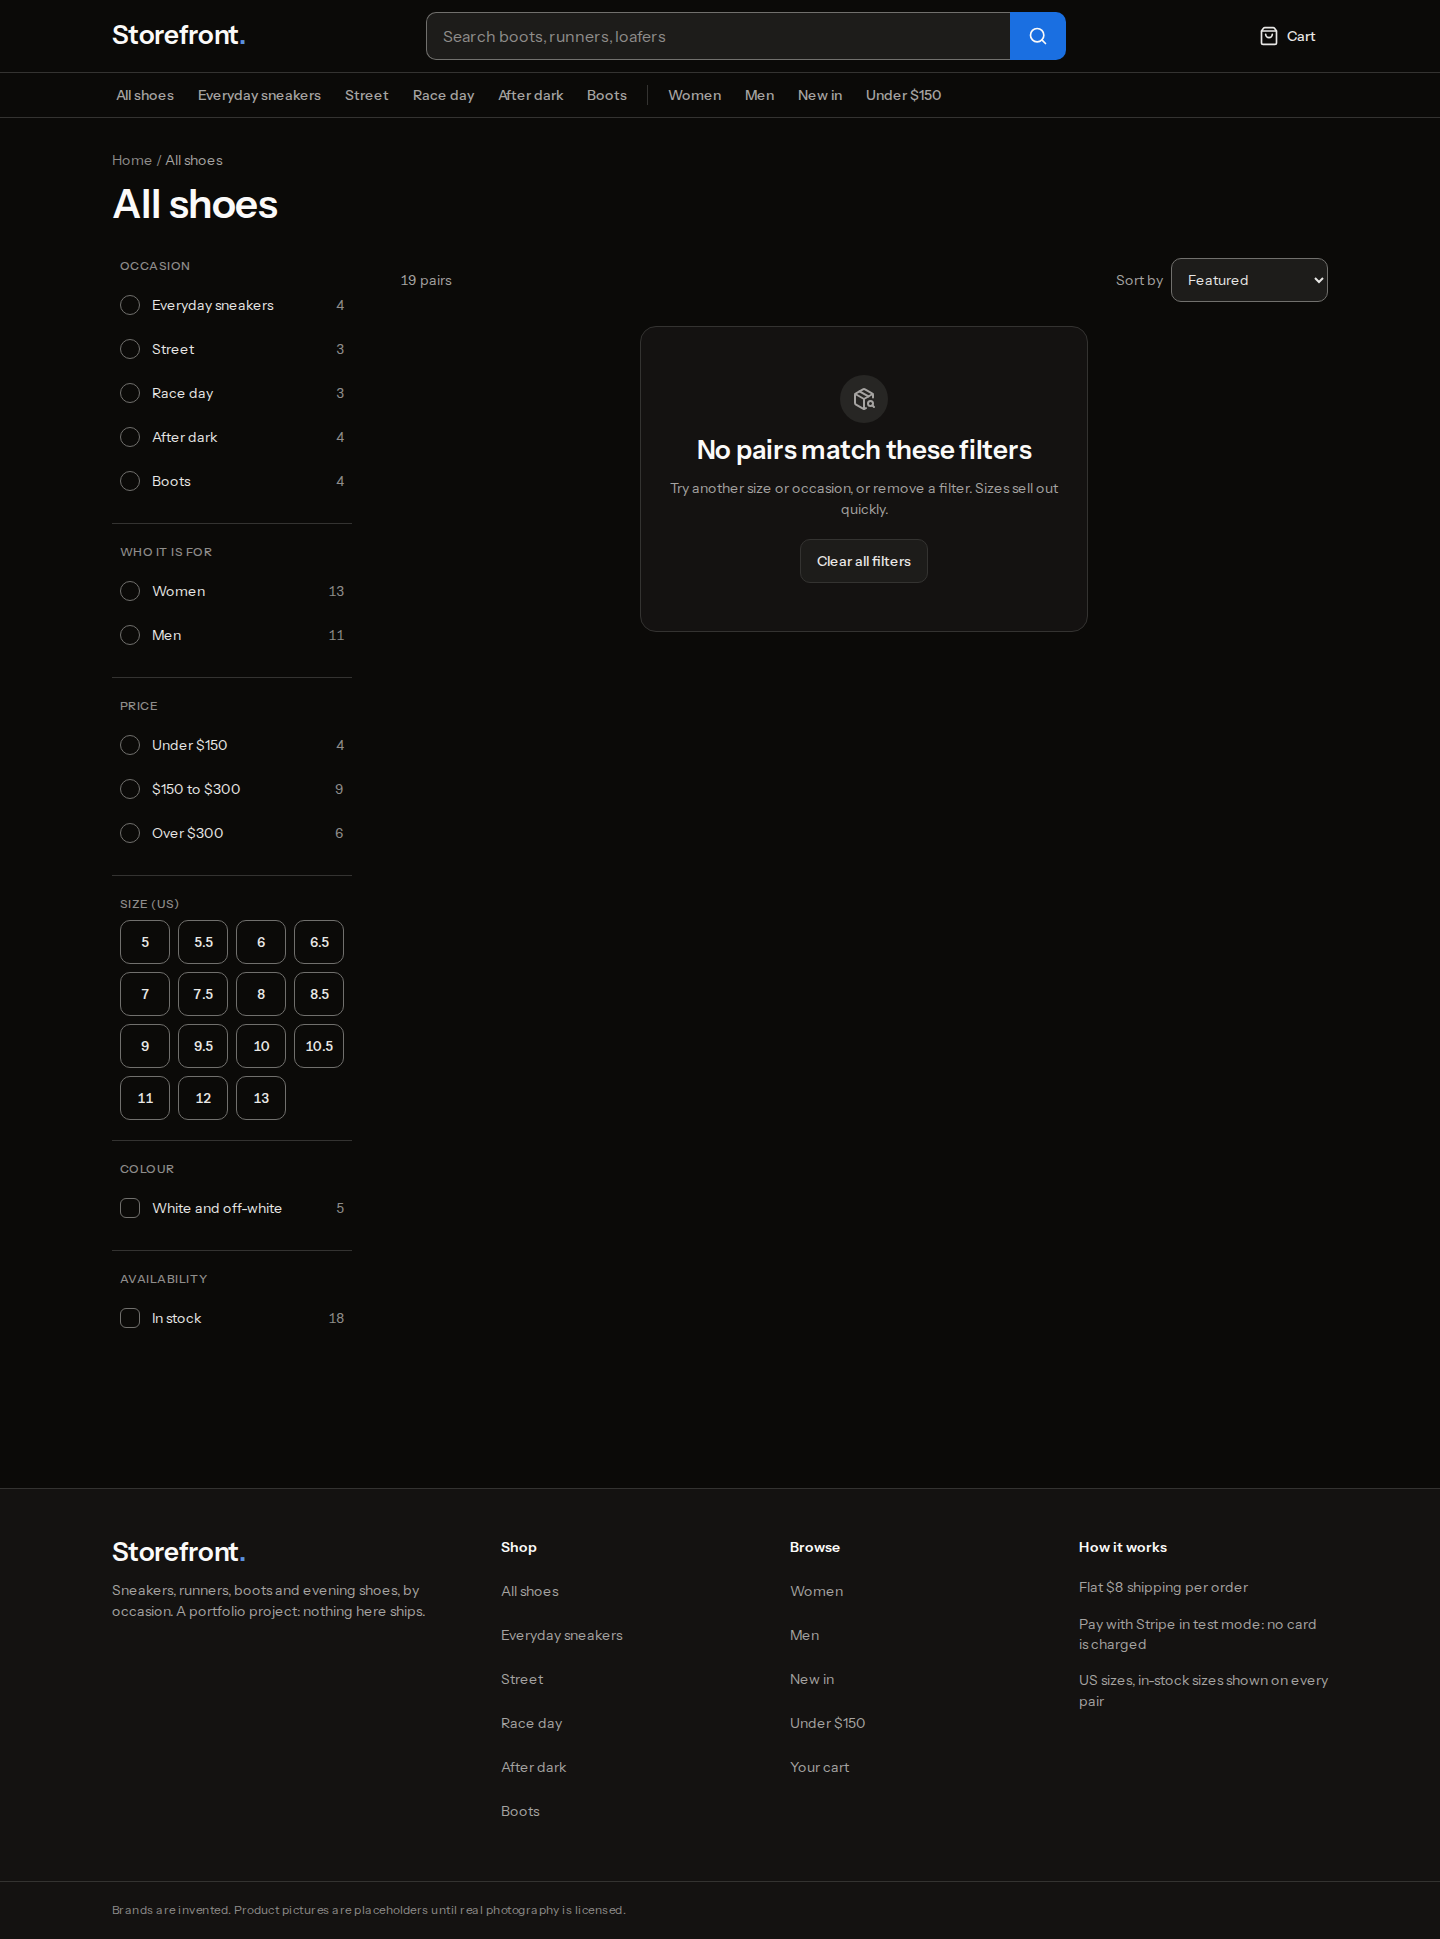 Storefront.
Search boots, runners, loafers
Cart
All shoes
Everyday sneakers
Street
Race day
After dark
Boots
Women
Men
New in
Under $150
Home / All shoes
All shoes
OCCASION
Everyday sneakers 4
Street 3
Race day 3
After dark 4
Boots 4
WHO IT IS FOR
Women 13
Men 11
PRICE
Under $150 4
$150 to $300 9
Over $300 6
SIZE (US)
5 5.5 6 6.5
7 7.5 8 8.5
9 9.5 10 10.5
11 12 13
COLOUR
White and off-white 5
AVAILABILITY
In stock 18
19 pairs
Sort by Featured
No pairs match these filters
Try another size or occasion, or remove a filter. Sizes sell out
quickly.
Clear all filters
Storefront.
Sneakers, runners, boots and evening shoes, by
occasion. A portfolio project: nothing here ships.
Shop
All shoes
Everyday sneakers
Street
Race day
After dark
Boots
Browse
Women
Men
New in
Under $150
Your cart
How it works
Flat $8 shipping per order
Pay with Stripe in test mode: no card
is charged
US sizes, in-stock sizes shown on every
pair
Brands are invented. Product pictures are placeholders until real photography is licensed.